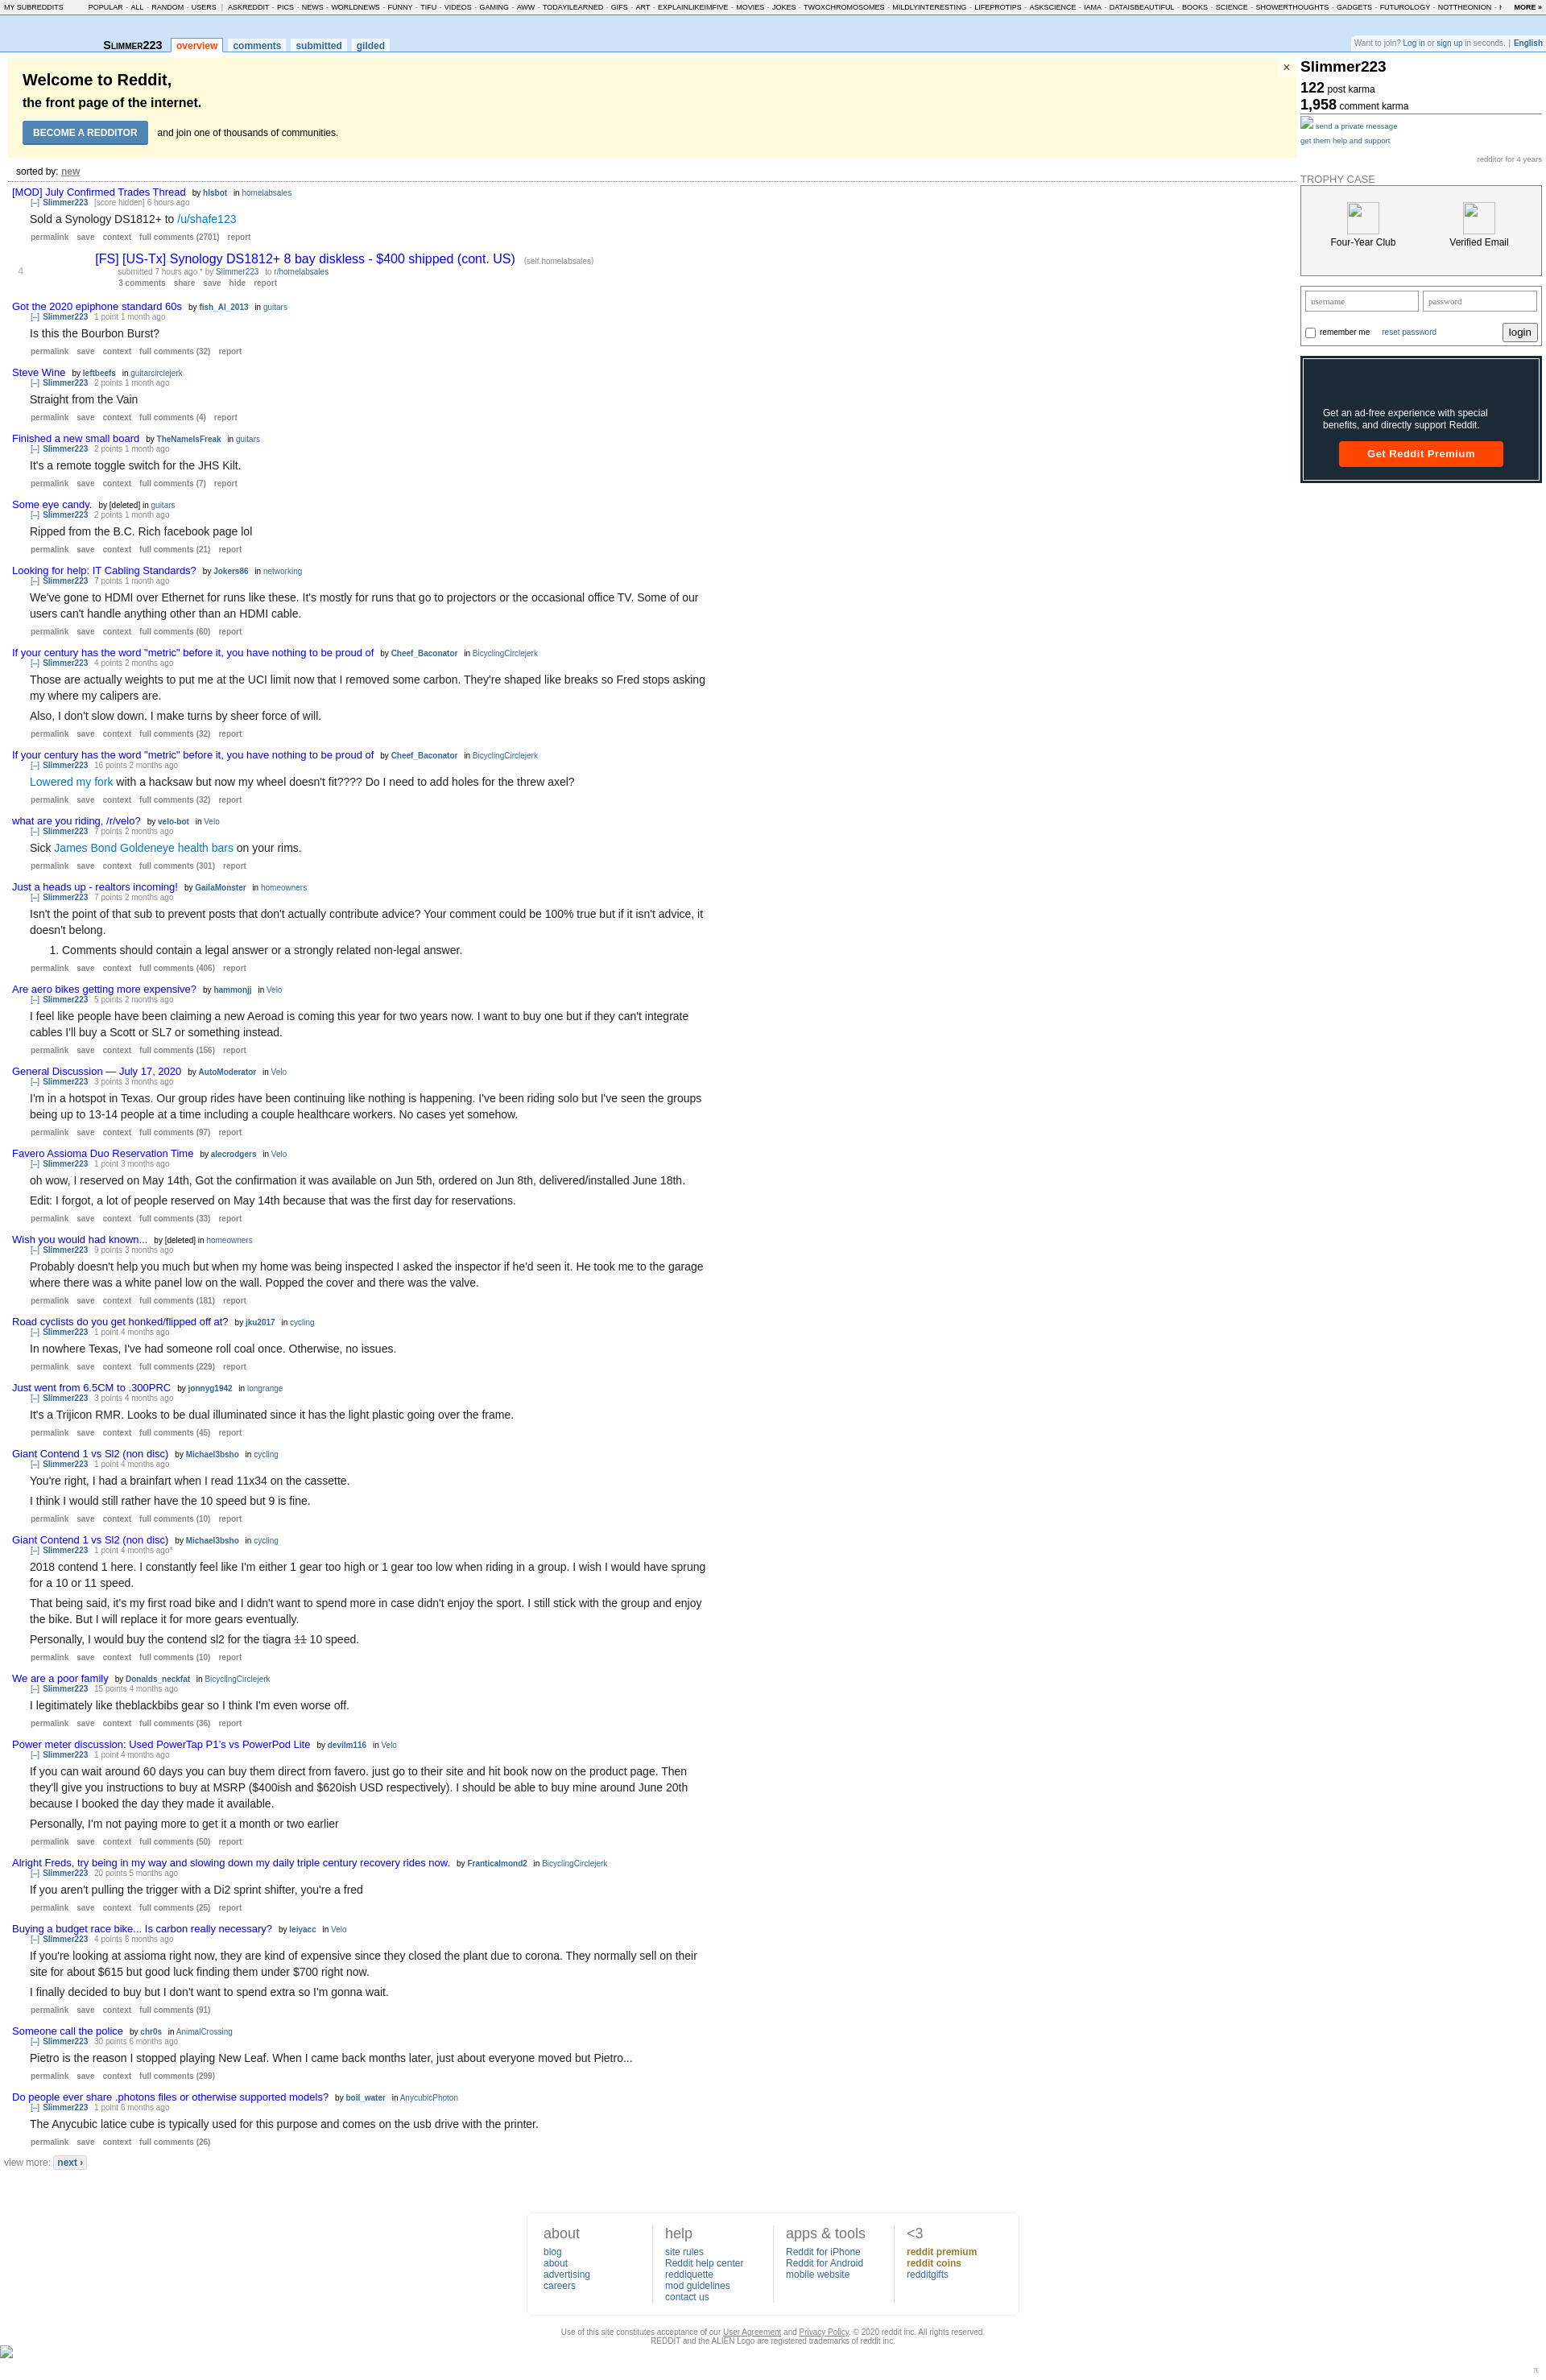 MY SUBREDDITS POPULAR - ALL - RANDOM - USERS | ASKREDDIT - PICS - NEWS - WORLDNEWS - FUNNY - TIFU - VIDEOS - GAMING - AWW - TODAYILEARNED - GIFS - ART - EXPLAINLIKEIMFIVE - MOVIES - JOKES - TWOXCHROMOSOMES - MILDLYINTERESTING - LIFEPROTIPS - ASKSCIENCE - IAMA - DATAISBEAUTIFUL - BOOKS - SCIENCE - SHOWERTHOUGHTS - GADGETS - FUTUROLOGY - NOTTHEONION - MORE »
SLIMMER223 overview comments submitted gilded
Want to join? Log in or sign up in seconds. | English
Welcome to Reddit,
the front page of the internet.
BECOME A REDDITOR and join one of thousands of communities.
×
sorted by: new
[MOD] July Confirmed Trades Thread by hlsbot in homelabsales
[–] Slimmer223 [score hidden] 6 hours ago
Sold a Synology DS1812+ to /u/shafe123
permalink save context full comments (2701) report
4
[FS] [US-Tx] Synology DS1812+ 8 bay diskless - $400 shipped (cont. US) (self.homelabsales)
submitted 7 hours ago * by Slimmer223 to r/homelabsales
3 comments share save hide report
Got the 2020 epiphone standard 60s by fish_Al_2013 in guitars
[–] Slimmer223 1 point 1 month ago
Is this the Bourbon Burst?
permalink save context full comments (32) report
Steve Wine by leftbeefs in guitarcirclejerk
[–] Slimmer223 2 points 1 month ago
Straight from the Vain
permalink save context full comments (4) report
Finished a new small board by TheNameIsFreak in guitars
[–] Slimmer223 2 points 1 month ago
It's a remote toggle switch for the JHS Kilt.
permalink save context full comments (7) report
Some eye candy. by [deleted] in guitars
[–] Slimmer223 2 points 1 month ago
Ripped from the B.C. Rich facebook page lol
permalink save context full comments (21) report
Looking for help: IT Cabling Standards? by Jokers86 in networking
[–] Slimmer223 7 points 1 month ago
We've gone to HDMI over Ethernet for runs like these. It's mostly for runs that go to projectors or the occasional office TV. Some of our
users can't handle anything other than an HDMI cable.
permalink save context full comments (60) report
If your century has the word "metric" before it, you have nothing to be proud of by Cheef_Baconator in BicyclingCirclejerk
[–] Slimmer223 4 points 2 months ago
Those are actually weights to put me at the UCI limit now that I removed some carbon. They're shaped like breaks so Fred stops asking
my where my calipers are.
Also, I don't slow down. I make turns by sheer force of will.
permalink save context full comments (32) report
If your century has the word "metric" before it, you have nothing to be proud of by Cheef_Baconator in BicyclingCirclejerk
[–] Slimmer223 16 points 2 months ago
Lowered my fork with a hacksaw but now my wheel doesn't fit???? Do I need to add holes for the threw axel?
permalink save context full comments (32) report
what are you riding, /r/velo? by velo-bot in Velo
[–] Slimmer223 7 points 2 months ago
Sick James Bond Goldeneye health bars on your rims.
permalink save context full comments (301) report
Just a heads up - realtors incoming! by GailaMonster in homeowners
[–] Slimmer223 7 points 2 months ago
Isn't the point of that sub to prevent posts that don't actually contribute advice? Your comment could be 100% true but if it isn't advice, it
doesn't belong.
1. Comments should contain a legal answer or a strongly related non-legal answer.
permalink save context full comments (406) report
Are aero bikes getting more expensive? by hammonjj in Velo
[–] Slimmer223 5 points 2 months ago
I feel like people have been claiming a new Aeroad is coming this year for two years now. I want to buy one but if they can't integrate
cables I'll buy a Scott or SL7 or something instead.
permalink save context full comments (156) report
General Discussion — July 17, 2020 by AutoModerator in Velo
[–] Slimmer223 3 points 3 months ago
I'm in a hotspot in Texas. Our group rides have been continuing like nothing is happening. I've been riding solo but I've seen the groups
being up to 13-14 people at a time including a couple healthcare workers. No cases yet somehow.
permalink save context full comments (97) report
Favero Assioma Duo Reservation Time by alecrodgers in Velo
[–] Slimmer223 1 point 3 months ago
oh wow, I reserved on May 14th, Got the confirmation it was available on Jun 5th, ordered on Jun 8th, delivered/installed June 18th.
Edit: I forgot, a lot of people reserved on May 14th because that was the first day for reservations.
permalink save context full comments (33) report
Wish you would had known... by [deleted] in homeowners
[–] Slimmer223 9 points 3 months ago
Probably doesn't help you much but when my home was being inspected I asked the inspector if he'd seen it. He took me to the garage
where there was a white panel low on the wall. Popped the cover and there was the valve.
permalink save context full comments (181) report
Road cyclists do you get honked/flipped off at? by jku2017 in cycling
[–] Slimmer223 1 point 4 months ago
In nowhere Texas, I've had someone roll coal once. Otherwise, no issues.
permalink save context full comments (229) report
Just went from 6.5CM to .300PRC by jonnyg1942 in longrange
[–] Slimmer223 3 points 4 months ago
It's a Trijicon RMR. Looks to be dual illuminated since it has the light plastic going over the frame.
permalink save context full comments (45) report
Giant Contend 1 vs Sl2 (non disc) by Michael3bsho in cycling
[–] Slimmer223 1 point 4 months ago
You're right, I had a brainfart when I read 11x34 on the cassette.
I think I would still rather have the 10 speed but 9 is fine.
permalink save context full comments (10) report
Giant Contend 1 vs Sl2 (non disc) by Michael3bsho in cycling
[–] Slimmer223 1 point 4 months ago*
2018 contend 1 here. I constantly feel like I'm either 1 gear too high or 1 gear too low when riding in a group. I wish I would have sprung
for a 10 or 11 speed.
That being said, it's my first road bike and I didn't want to spend more in case didn't enjoy the sport. I still stick with the group and enjoy
the bike. But I will replace it for more gears eventually.
Personally, I would buy the contend sl2 for the tiagra 11 10 speed.
permalink save context full comments (10) report
We are a poor family by Donalds_neckfat in BicyclingCirclejerk
[–] Slimmer223 15 points 4 months ago
I legitimately like theblackbibs gear so I think I'm even worse off.
permalink save context full comments (36) report
Power meter discussion: Used PowerTap P1's vs PowerPod Lite by devilm116 in Velo
[–] Slimmer223 1 point 4 months ago
If you can wait around 60 days you can buy them direct from favero. just go to their site and hit book now on the product page. Then
they'll give you instructions to buy at MSRP ($400ish and $620ish USD respectively). I should be able to buy mine around June 20th
because I booked the day they made it available.
Personally, I'm not paying more to get it a month or two earlier
permalink save context full comments (50) report
Alright Freds, try being in my way and slowing down my daily triple century recovery rides now. by Franticalmond2 in BicyclingCirclejerk
[–] Slimmer223 20 points 5 months ago
If you aren't pulling the trigger with a Di2 sprint shifter, you're a fred
permalink save context full comments (25) report
Buying a budget race bike... Is carbon really necessary? by leiyacc in Velo
[–] Slimmer223 4 points 6 months ago
If you're looking at assioma right now, they are kind of expensive since they closed the plant due to corona. They normally sell on their
site for about $615 but good luck finding them under $700 right now.
I finally decided to buy but I don't want to spend extra so I'm gonna wait.
permalink save context full comments (91)
Someone call the police by chr0s in AnimalCrossing
[–] Slimmer223 30 points 6 months ago
Pietro is the reason I stopped playing New Leaf. When I came back months later, just about everyone moved but Pietro...
permalink save context full comments (299)
Do people ever share .photons files or otherwise supported models? by boil_water in AnycubicPhoton
[–] Slimmer223 1 point 6 months ago
The Anycubic latice cube is typically used for this purpose and comes on the usb drive with the printer.
permalink save context full comments (26)
view more: next ›
Slimmer223
122 post karma
1,958 comment karma
send a private message
get them help and support
redditor for 4 years
TROPHY CASE
Four-Year Club Verified Email
username password
remember me reset password login
Get an ad-free experience with special
benefits, and directly support Reddit.
Get Reddit Premium
about
blog
about
advertising
careers
help
site rules
Reddit help center
reddiquette
mod guidelines
contact us
apps & tools
Reddit for iPhone
Reddit for Android
mobile website
<3
reddit premium
reddit coins
redditgifts
Use of this site constitutes acceptance of our User Agreement and Privacy Policy. © 2020 reddit inc. All rights reserved.
REDDIT and the ALIEN Logo are registered trademarks of reddit inc.
π